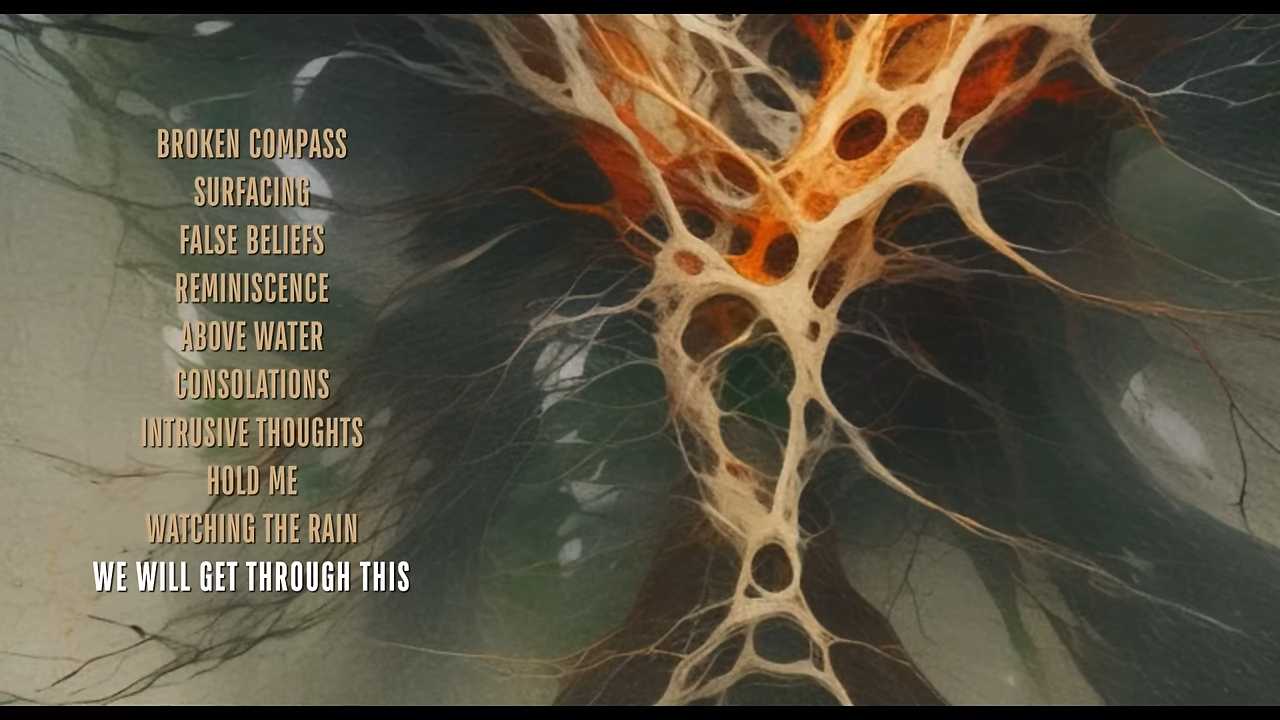 BROKEN COMPASS
SURFACING
FALSE BELIEFS
REMINISCENCE
ABOVE WATER
CONSOLATIONS
INTRUSIVE THOUGHTS
HOLD ME
WATCHING THE RAIN
WE WILL GET THROUGH THIS